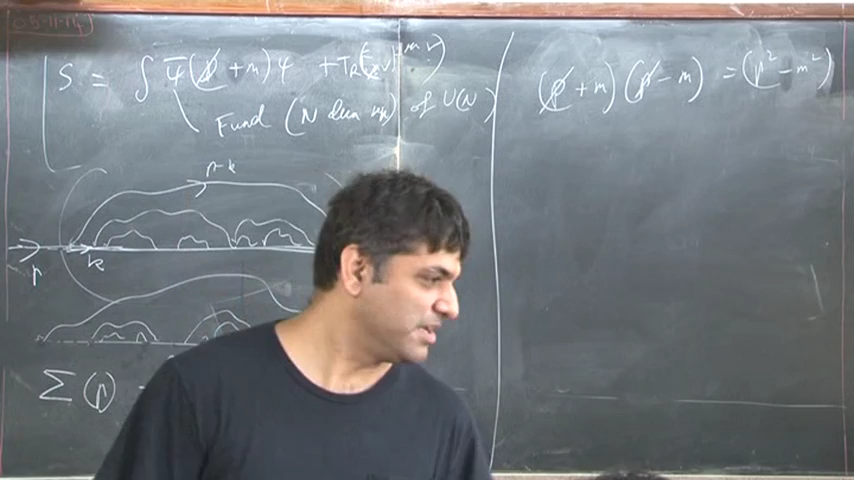 S = ∫ ψ̄(D̸ + m)ψ + Tr(
Fund (N dim rep) of U(N)
p-k
p
k
Σ(p)
(p̸ + m)(p̸ - m) = (p² - m²)